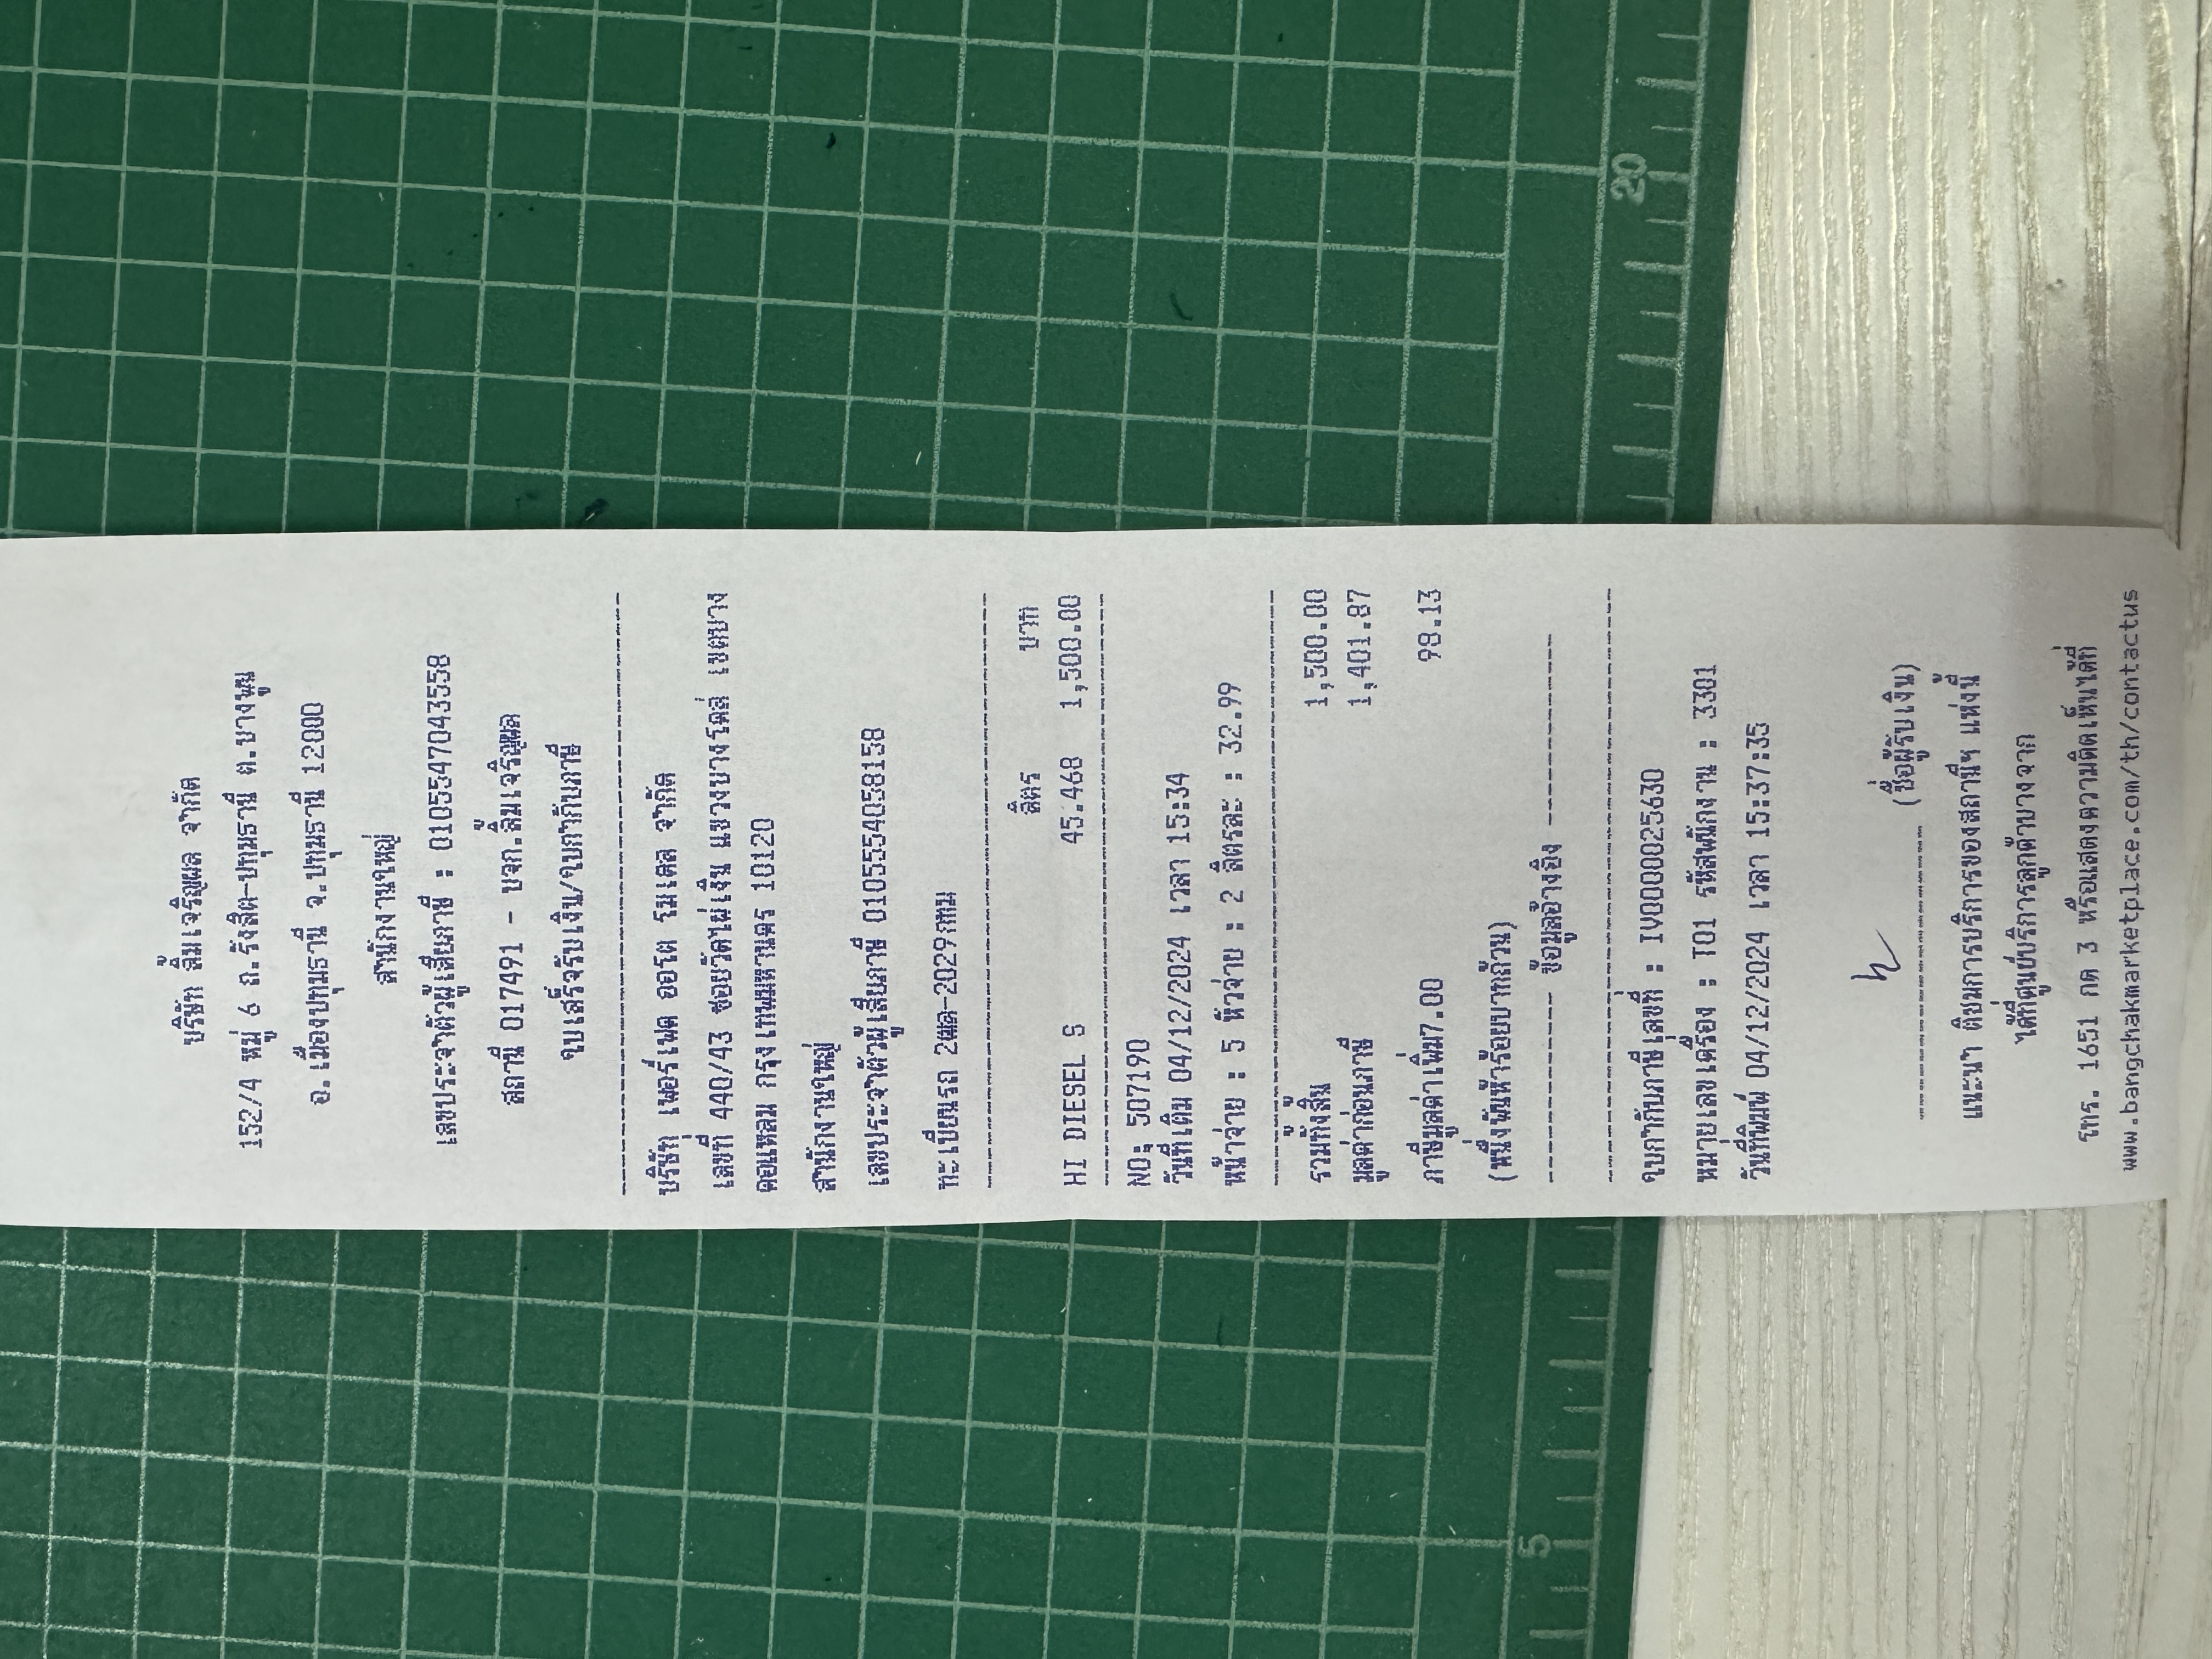 บริษัท ลิ้มเจริญผล จำกัด
152/4 หมู่ 6 ถ.รังสิต-ปทุมธานี ต.บางพูน
อ.เมืองปทุมธานี จ.ปทุมธานี 12000
สำนักงานใหญ่
เลขประจำตัวผู้เสียภาษี : 0105547043558
สถานี 017491 - บจก.ลิ้มเจริญผล
ใบเสร็จรับเงิน/ใบกำกับภาษี
บริษัท เพอร์เฟค ออโต โมเดล จำกัด
เลขที่ 440/43 ซอยวัดไผ่เงิน แขวงบางโคล่ เขตบาง
คอแหลม กรุงเทพมหานคร 10120
สำนักงานใหญ่
เลขประจำตัวผู้เสียภาษี 0105554058158
ทะเบียนรถ 2ผด-2029กทม
ลิตร บาท
HI DIESEL S 45.468 1,500.00
NO: 507190
วันที่เติม 04/12/2024 เวลา 15:34
หน้าจ่าย : 5 หัวจ่าย : 2 ลิตรละ : 32.99
รวมทั้งสิ้น 1,500.00
มูลค่าก่อนภาษี 1,401.87
ภาษีมูลค่าเพิ่ม7.00 98.13
(หนึ่งพันห้าร้อยบาทถ้วน)
------------ ข้อมูลอ้างอิง ------------
ใบกำกับภาษีเลขที่ : IV0000025630
หมายเลขเครื่อง : T01 รหัสพนักงาน : 3301
วันที่พิมพ์ 04/12/2024 เวลา 15:37:35
(ชื่อผู้รับเงิน)
แนะนำ ติชมการบริการของสถานีฯ แห่งนี้
ได้ที่ศูนย์บริการลูกค้าบางจาก
โทร. 1651 กด 3 หรือแสดงความคิดเห็นได้ที่
www.bangchakmarketplace.com/th/contactus
5
20